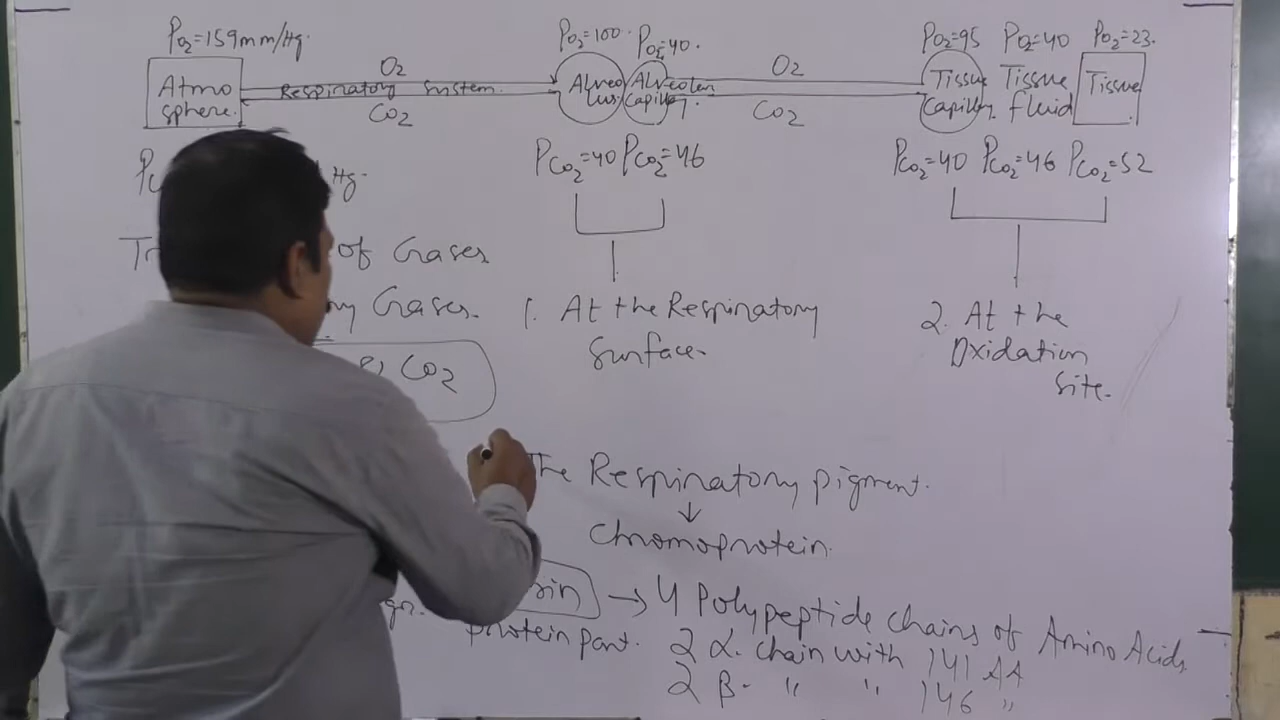 PO2=159mm/Hg.
PO2=100. PO2=40.
PO2=95 PO2=40 PO2=23.
Atmo
sphere.
O2
Respiratory System.
CO2
Alveo
lus
Alveolar
Capillary.
O2
CO2
Tissue
Capillary.
Tissue
fluid
Tissue
Hg.
PCO2=40 PCO2=46
PCO2=40 PCO2=46 PCO2=52
of Gases
Gases.
CO2
1. At the Respiratory
Surface.
2. At the
Oxidation
Site.
The Respiratory pigment.
↓
Chromoprotein.
→ 4 Polypeptide chains of Amino Acids
protein part.
2 α. chain with 141 AA
2 β- " " 146 "